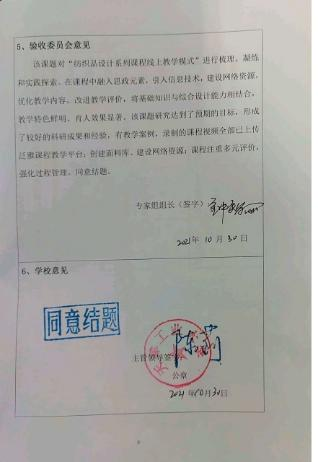 5、验收委员会意见
该课题对“纺织品设计系列课程线上教学模式”进行梳理、凝练
和实践探索。在课程中融入思政元素，引入信息技术，建设网络资源，
优化教学内容，改进教学评价，将基础知识与综合设计能力相结合，
教学特色鲜明、育人效果显著。该课题研究达到了预期的目标，形成
了较好的科研成果和经验，有教学案例，录制的课程视频全部已上传
泛雅课程教学平台；创建面料库、建设网络资源；课程注重多元评价，
强化过程管理。同意结题。
专家组组长（签字）
2021年10月30日
6、学校意见
同意结题
主管领导签
公章
2021年10月30日